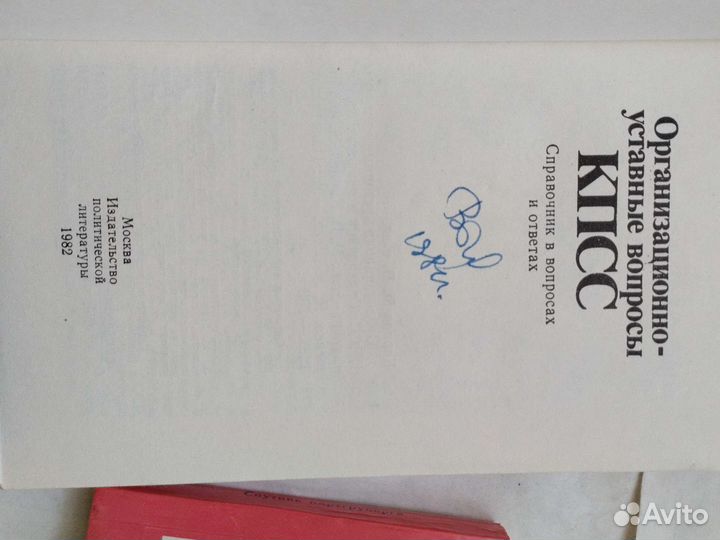 Организационно-
уставные вопросы
КПСС
Справочник в вопросах
и ответах
Москва
Издательство
политической
литературы
1982
Avito